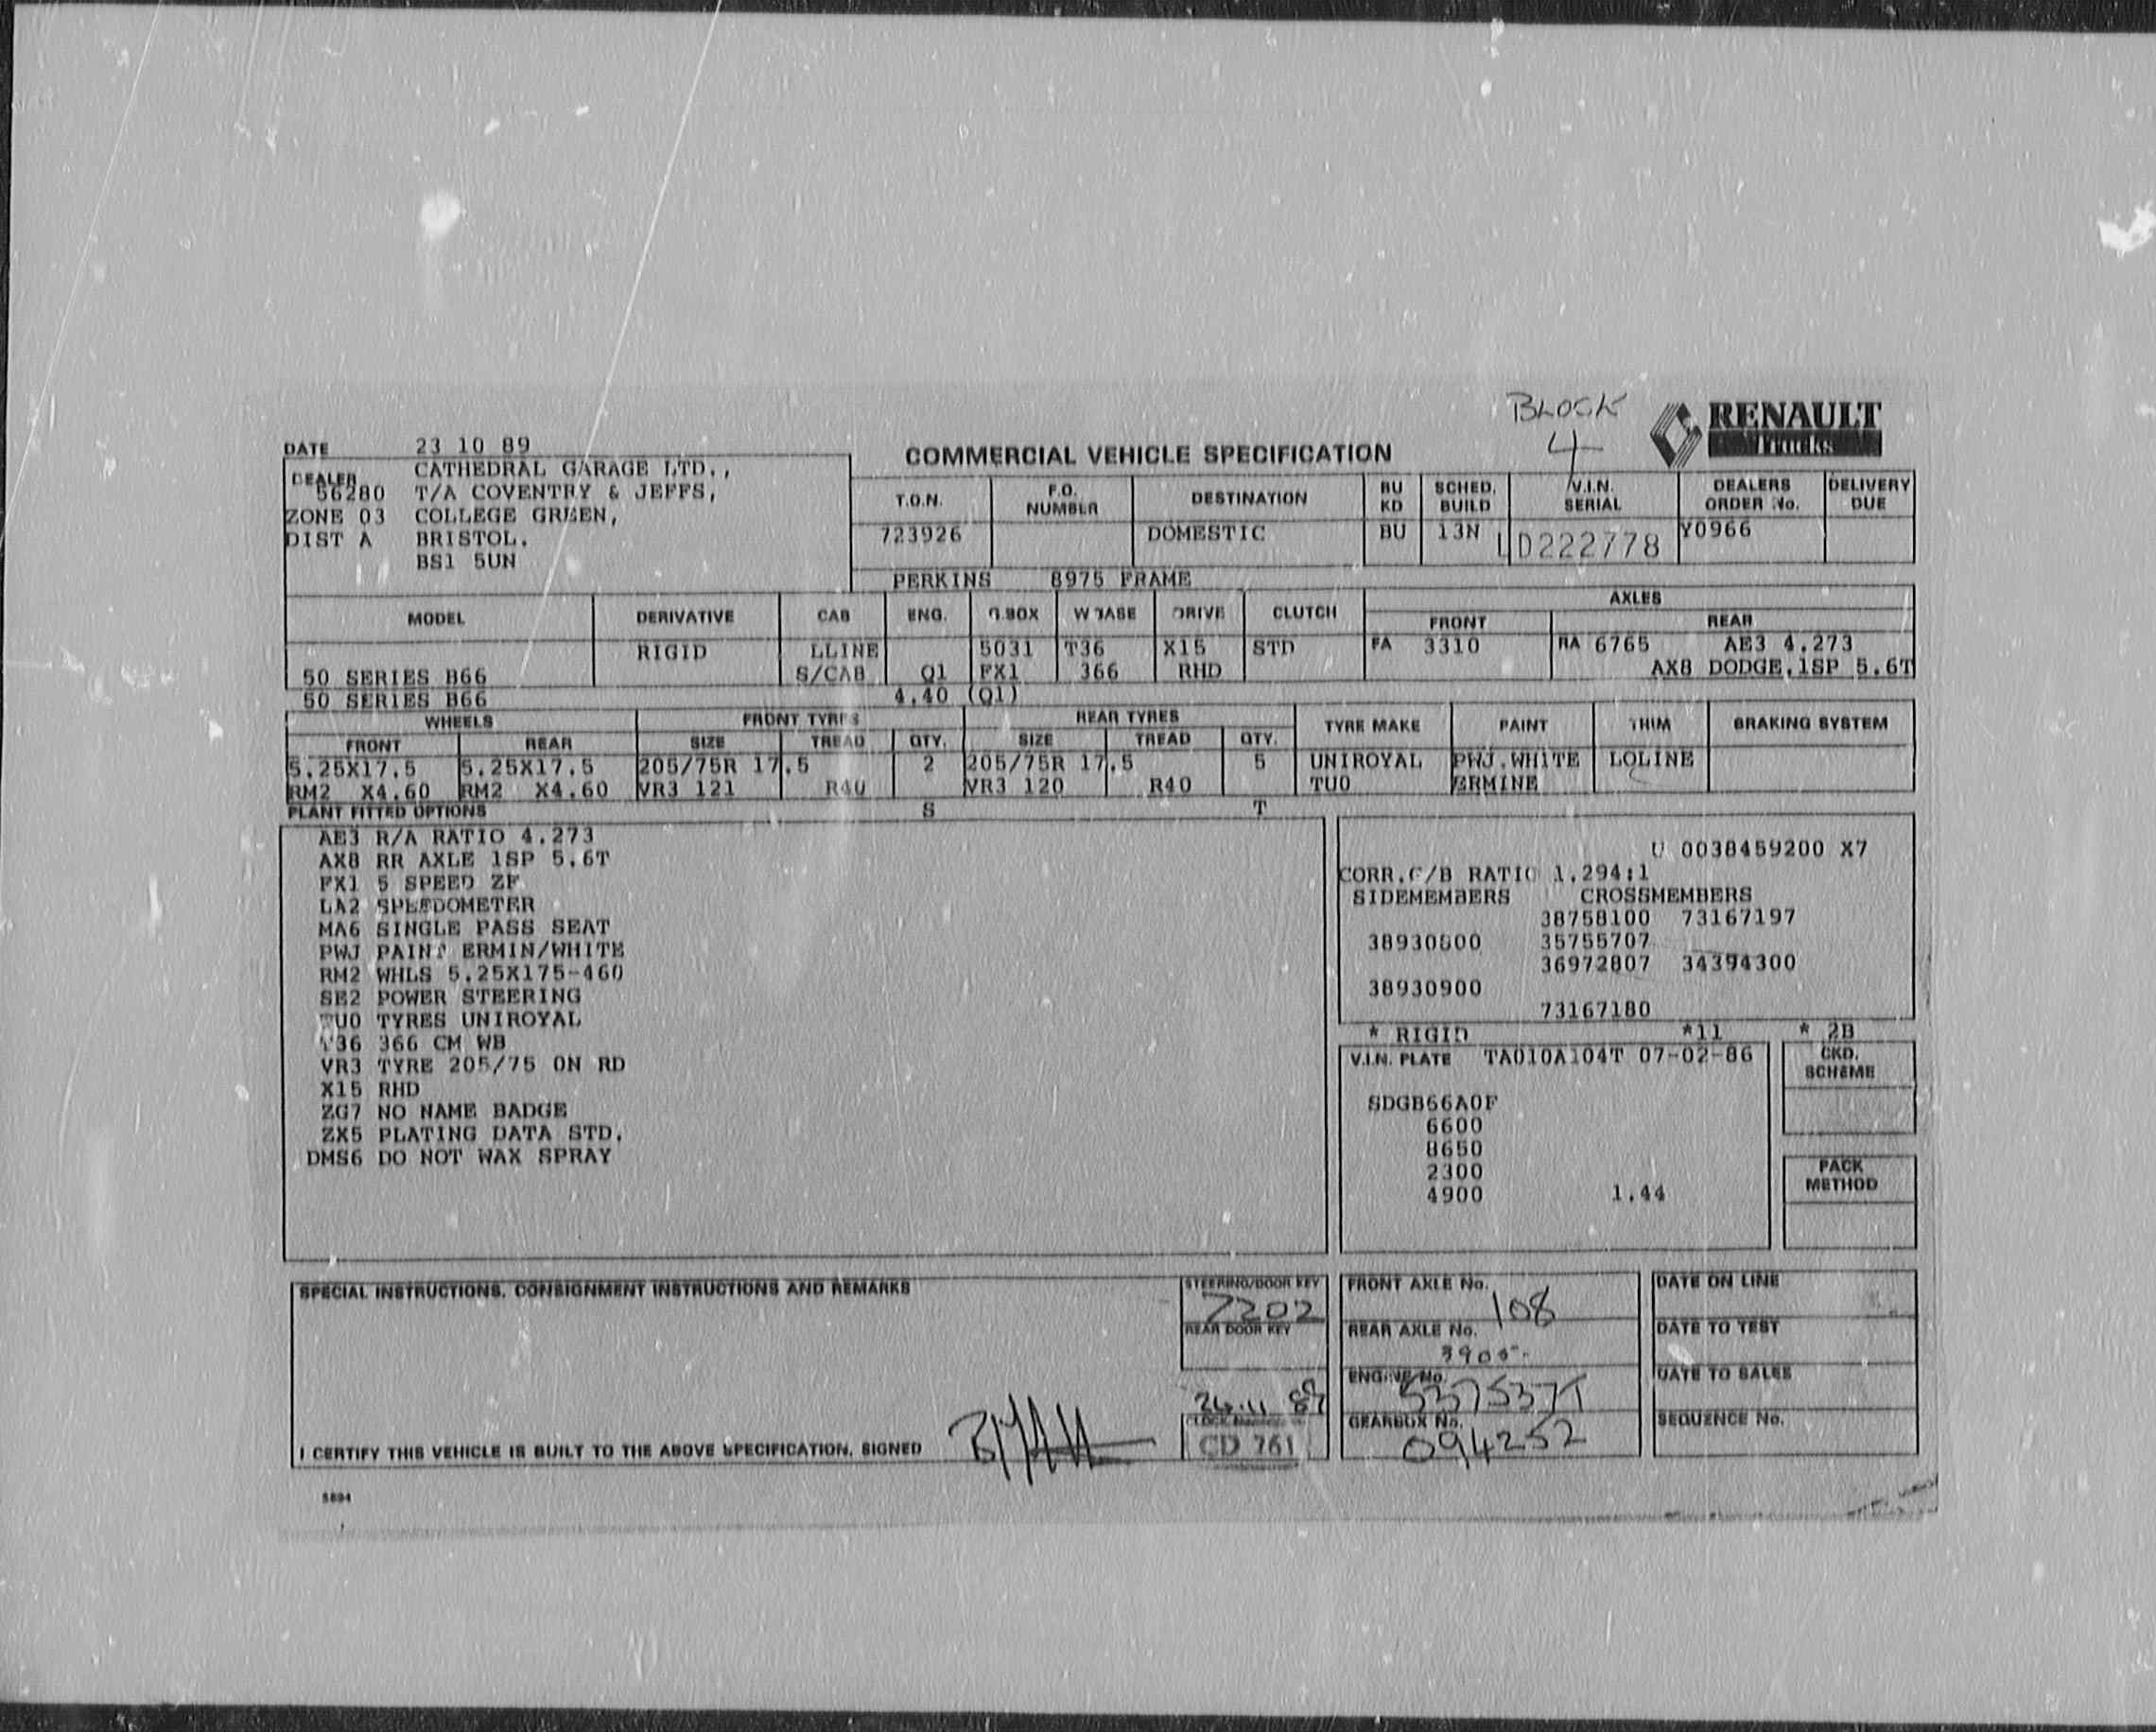 BLOCK
4
RENAULT
Trucks
DATE 23 10 89
COMMERCIAL VEHICLE SPECIFICATION
DEALER CATHEDRAL GARAGE LTD.,
56280 T/A COVENTRY & JEFFS,
ZONE 03 COLLEGE GREEN,
DIST A BRISTOL.
BS1 5UN
T.O.N. F.O. NUMBER DESTINATION BU KD SCHED. BUILD V.I.N. SERIAL DEALERS ORDER No. DELIVERY DUE
723926 DOMESTIC BU 13N LD222778 Y0966
PERKINS 8975 FRAME
MODEL DERIVATIVE CAB ENG. G.BOX W BASE DRIVE CLUTCH AXLES
FRONT REAR
RIGID LLINE 5031 T36 X15 STD FA 3310 RA 6765 AE3 4.273
50 SERIES B66 S/CAB Q1 FX1 366 RHD AX8 DODGE,1SP 5.6T
50 SERIES B66 4.40 (Q1)
WHEELS FRONT TYRES REAR TYRES TYRE MAKE PAINT TRIM BRAKING SYSTEM
FRONT REAR SIZE TREAD QTY. SIZE TREAD QTY.
5.25X17.5 5.25X17.5 205/75R 17.5 2 205/75R 17.5 5 UNIROYAL PWJ.WHITE LOLINE
RM2 X4.60 RM2 X4.60 VR3 121 R40 VR3 120 R40 TU0 ERMINE
PLANT FITTED OPTIONS S T
AE3 R/A RATIO 4.273
AX8 RR AXLE 1SP 5.6T
FX1 5 SPEED ZF
LA2 SPEEDOMETER
MA6 SINGLE PASS SEAT
PWJ PAINT ERMIN/WHITE
RM2 WHLS 5.25X175-460
SE2 POWER STEERING
TU0 TYRES UNIROYAL
T36 366 CM WB
VR3 TYRE 205/75 ON RD
X15 RHD
ZG7 NO NAME BADGE
ZX5 PLATING DATA STD.
DMS6 DO NOT WAX SPRAY
U 0038459200 X7
CORR.G/B RATIO 1.294:1
SIDEMEMBERS CROSSMEMBERS
38758100 73167197
38930800 35755707
36972807 34394300
38930900
73167180
* RIGID *11 * 2B
V.I.N. PLATE TA010A104T 07-02-86
CKD. SCHEME
SDGB66A0F
6600
8650
2300
4900 1.44
PACK METHOD
SPECIAL INSTRUCTIONS, CONSIGNMENT INSTRUCTIONS AND REMARKS
STEERING/DOOR KEY
7202
REAR DOOR KEY
26.11 89
CD 761
FRONT AXLE No. 108
REAR AXLE No.
ENGINE No.
GEARBOX No. 094252
DATE ON LINE
DATE TO TEST
DATE TO SALES
SEQUENCE No.
I CERTIFY THIS VEHICLE IS BUILT TO THE ABOVE SPECIFICATION. SIGNED
5894